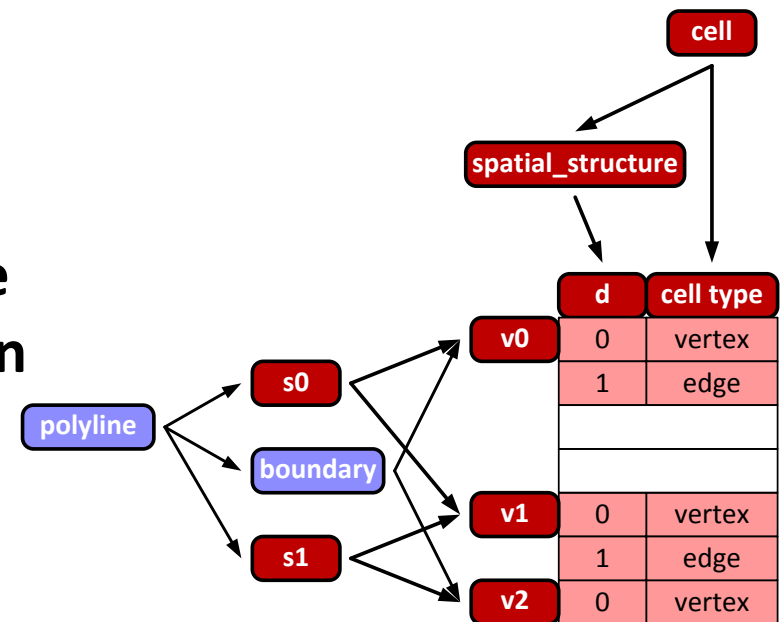 cell
spatial_structure
d cell type
v0 0 vertex
s0 1 edge
polyline
boundary
v1 0 vertex
s1 1 edge
v2 0 vertex
e
n